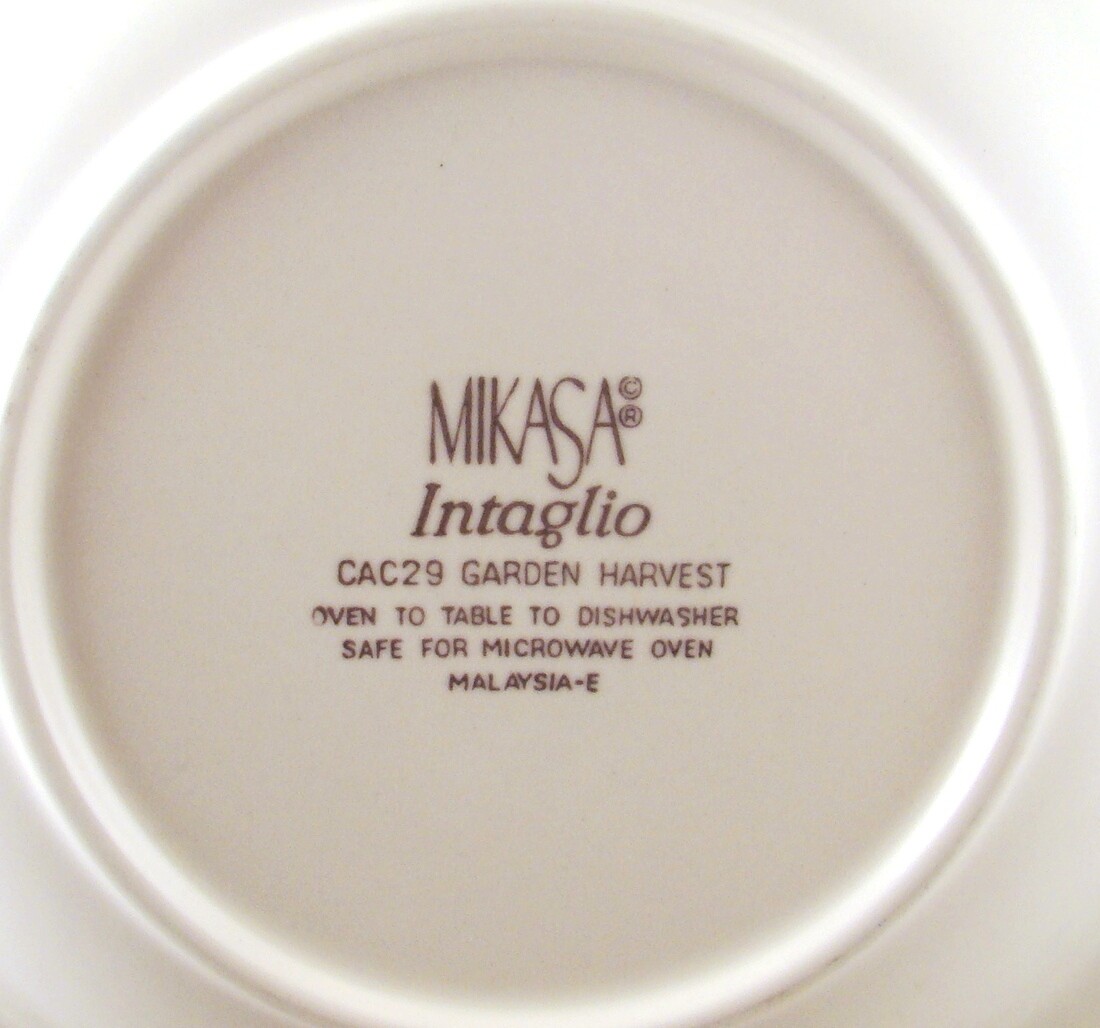 MIKASA©®
Intaglio
CAC29 GARDEN HARVEST
OVEN TO TABLE TO DISHWASHER
SAFE FOR MICROWAVE OVEN
MALAYSIA-E